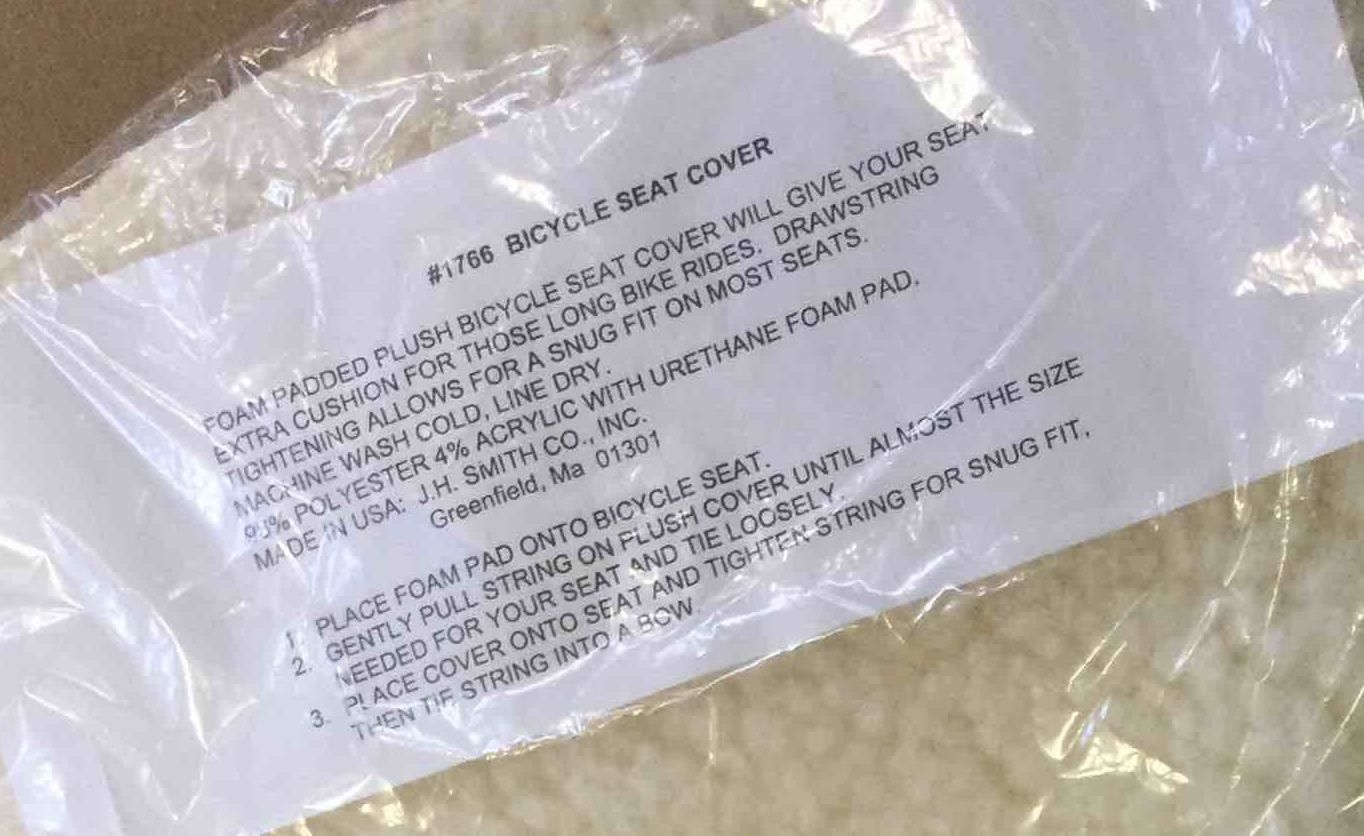 #1766 BICYCLE SEAT COVER
FOAM PADDED PLUSH BICYCLE SEAT COVER WILL GIVE YOUR SEAT
EXTRA CUSHION FOR THOSE LONG BIKE RIDES. DRAWSTRING
TIGHTENING ALLOWS FOR A SNUG FIT ON MOST SEATS.
MACHINE WASH COLD, LINE DRY.
POLYESTER 4% ACRYLIC WITH URETHANE FOAM PAD.
MADE IN USA: J.H. SMITH CO., INC.
Greenfield, Ma 01301
1. PLACE FOAM PAD ONTO BICYCLE SEAT.
2. GENTLY PULL STRING ON PLUSH COVER UNTIL ALMOST THE SIZE
NEEDED FOR YOUR SEAT AND TIE LOOSELY.
3. PLACE COVER ONTO SEAT AND TIGHTEN STRING FOR SNUG FIT,
THEN TIE STRING INTO A BOW